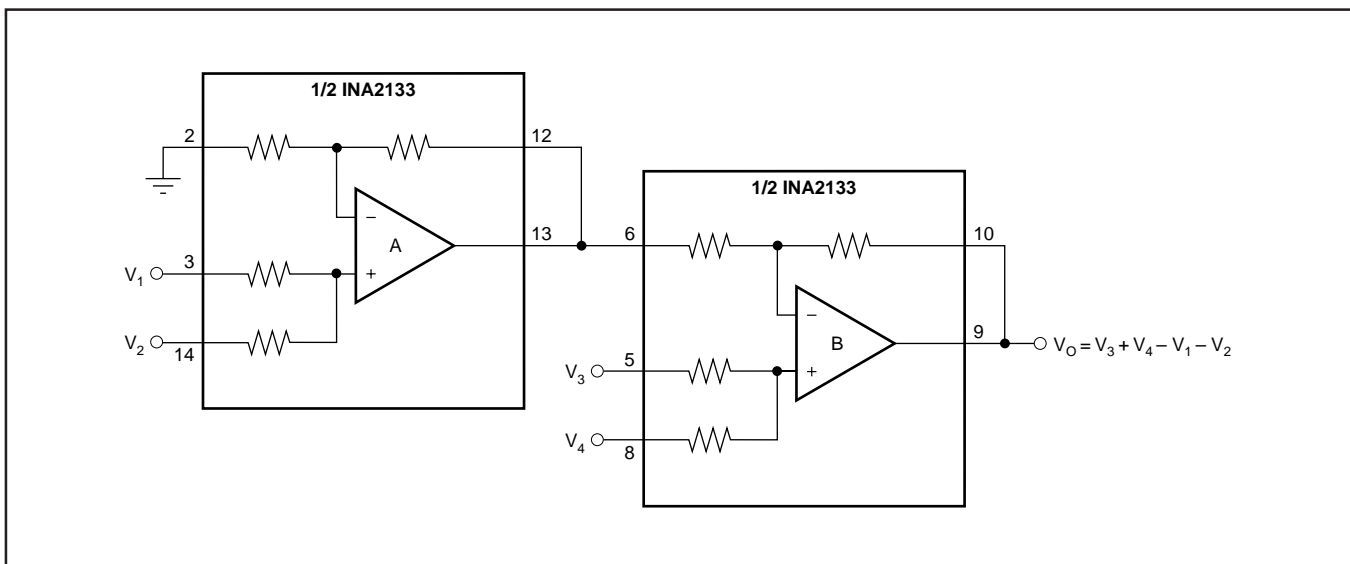 1/2 INA2133
2
12
A
−
+
13
3
V1
V2
14
1/2 INA2133
6
10
B
−
+
9
VO = V3 + V4 – V1 – V2
5
V3
V4
8